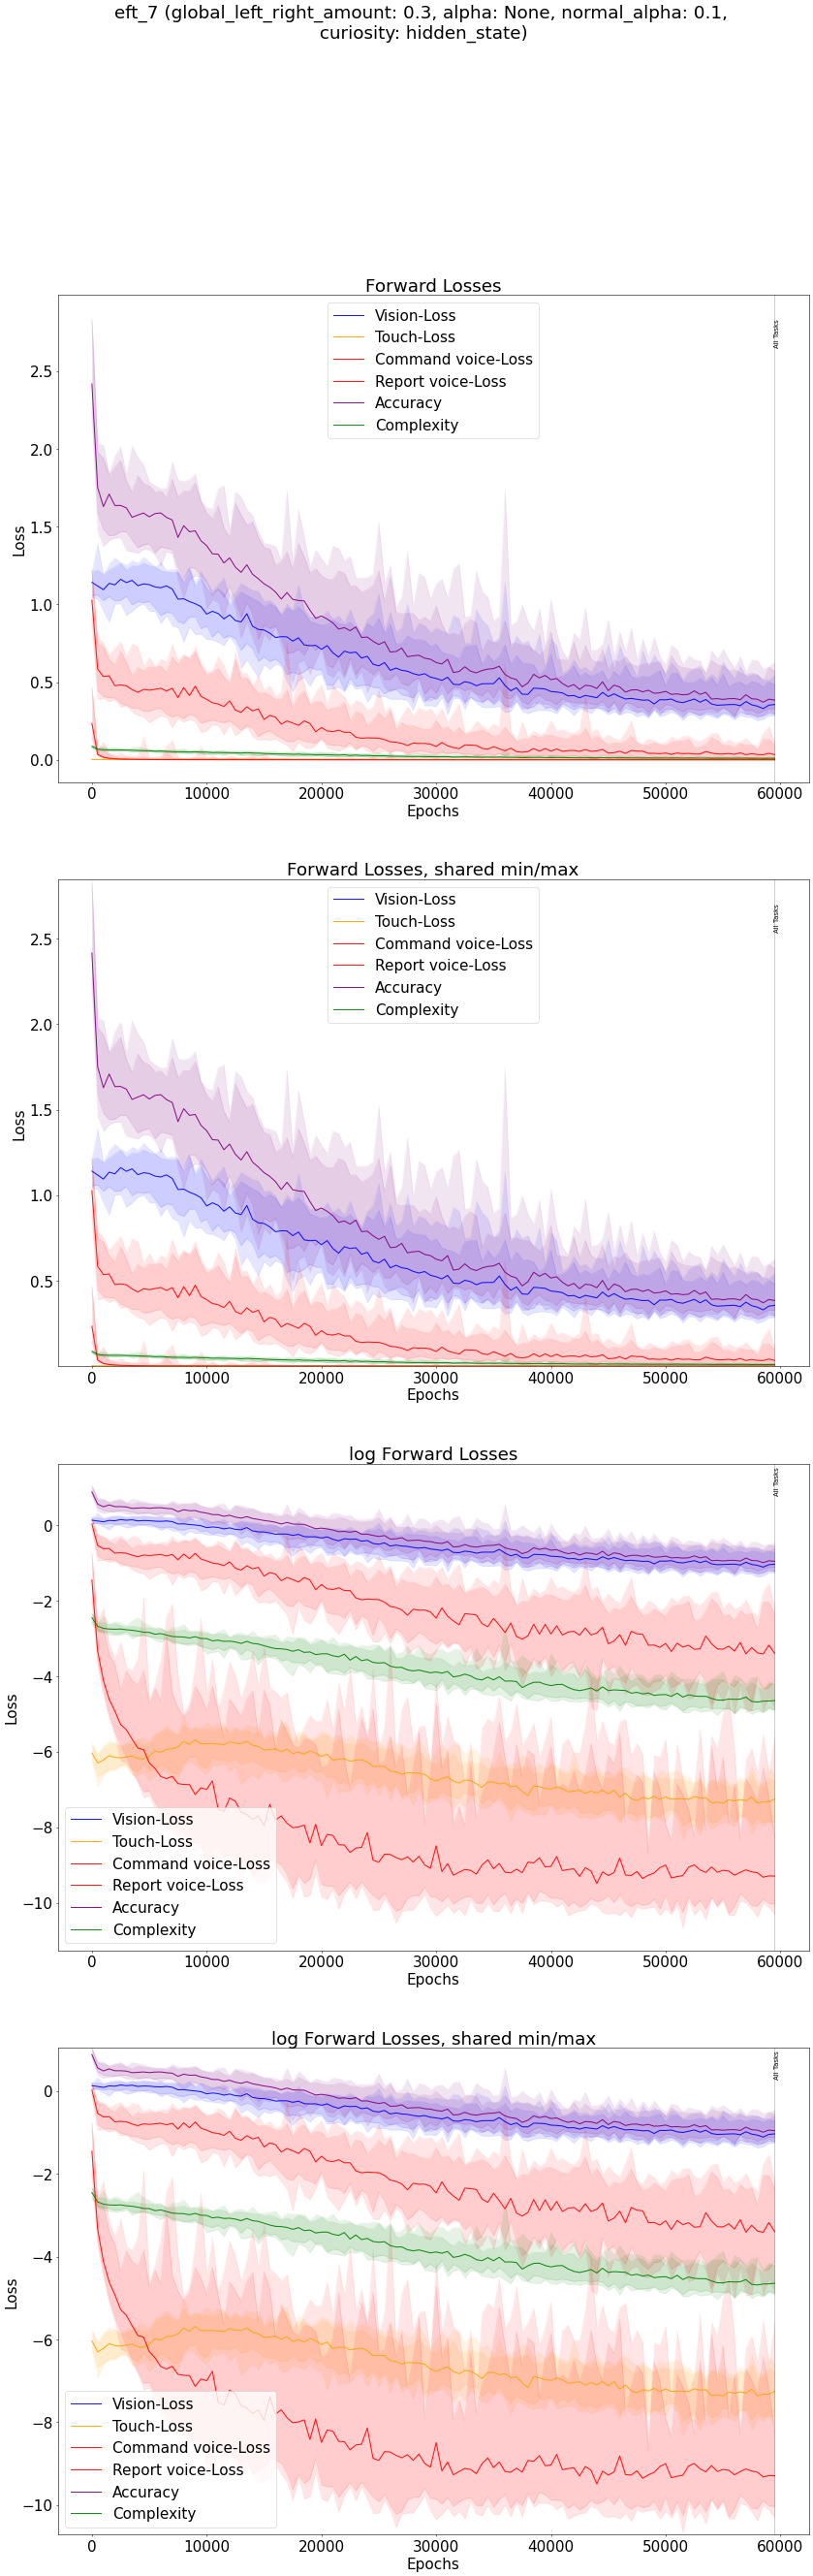 eft_7 (global_left_right_amount: 0.3, alpha: None, normal_alpha: 0.1,
curiosity: hidden_state)
Forward Losses
Vision-Loss
Touch-Loss
Command voice-Loss
Report voice-Loss
Accuracy
Complexity
All Tasks
2.5
2.0
1.5
1.0
0.5
0.0
Loss
0 10000 20000 30000 40000 50000 60000
Epochs
Forward Losses, shared min/max
Vision-Loss
Touch-Loss
Command voice-Loss
Report voice-Loss
Accuracy
Complexity
All Tasks
2.5
2.0
1.5
1.0
0.5
Loss
0 10000 20000 30000 40000 50000 60000
Epochs
log Forward Losses
All Tasks
0
−2
−4
−6
−8
−10
Loss
Vision-Loss
Touch-Loss
Command voice-Loss
Report voice-Loss
Accuracy
Complexity
0 10000 20000 30000 40000 50000 60000
Epochs
log Forward Losses, shared min/max
All Tasks
0
−2
−4
−6
−8
−10
Loss
Vision-Loss
Touch-Loss
Command voice-Loss
Report voice-Loss
Accuracy
Complexity
0 10000 20000 30000 40000 50000 60000
Epochs